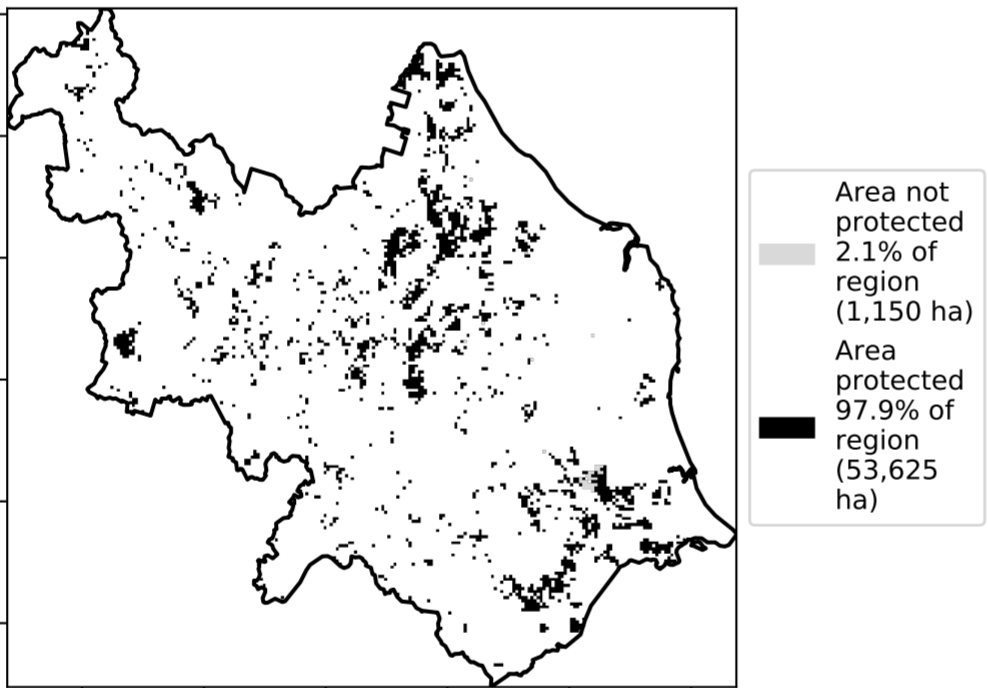 Area not
protected
2.1% of
region
(1,150 ha)
Area
protected
97.9% of
region
(53,625
ha)